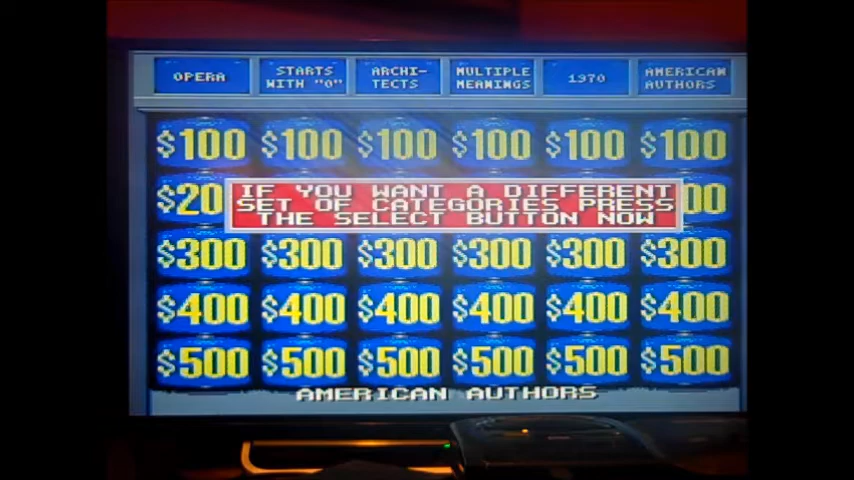 OPERA
STARTS
WITH "O"
ARCHI-
TECTS
MULTIPLE
MEANINGS
1970
AMERICAN
AUTHORS
$100 $100 $100 $100 $100 $100
$20 00
IF YOU WANT A DIFFERENT
SET OF CATEGORIES PRESS
THE SELECT BUTTON NOW
$300 $300 $300 $300 $300 $300
$400 $400 $400 $400 $400 $400
$500 $500 $500 $500 $500 $500
AMERICAN AUTHORS